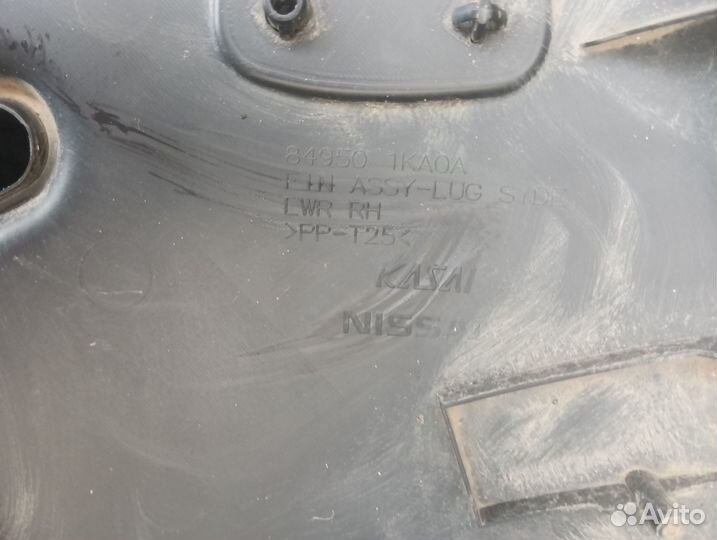 84950 1KA0A
FIN ASSY-LUG SIDE
LWR RH
>PP-T25<
KASAI
NISSAN
Avito